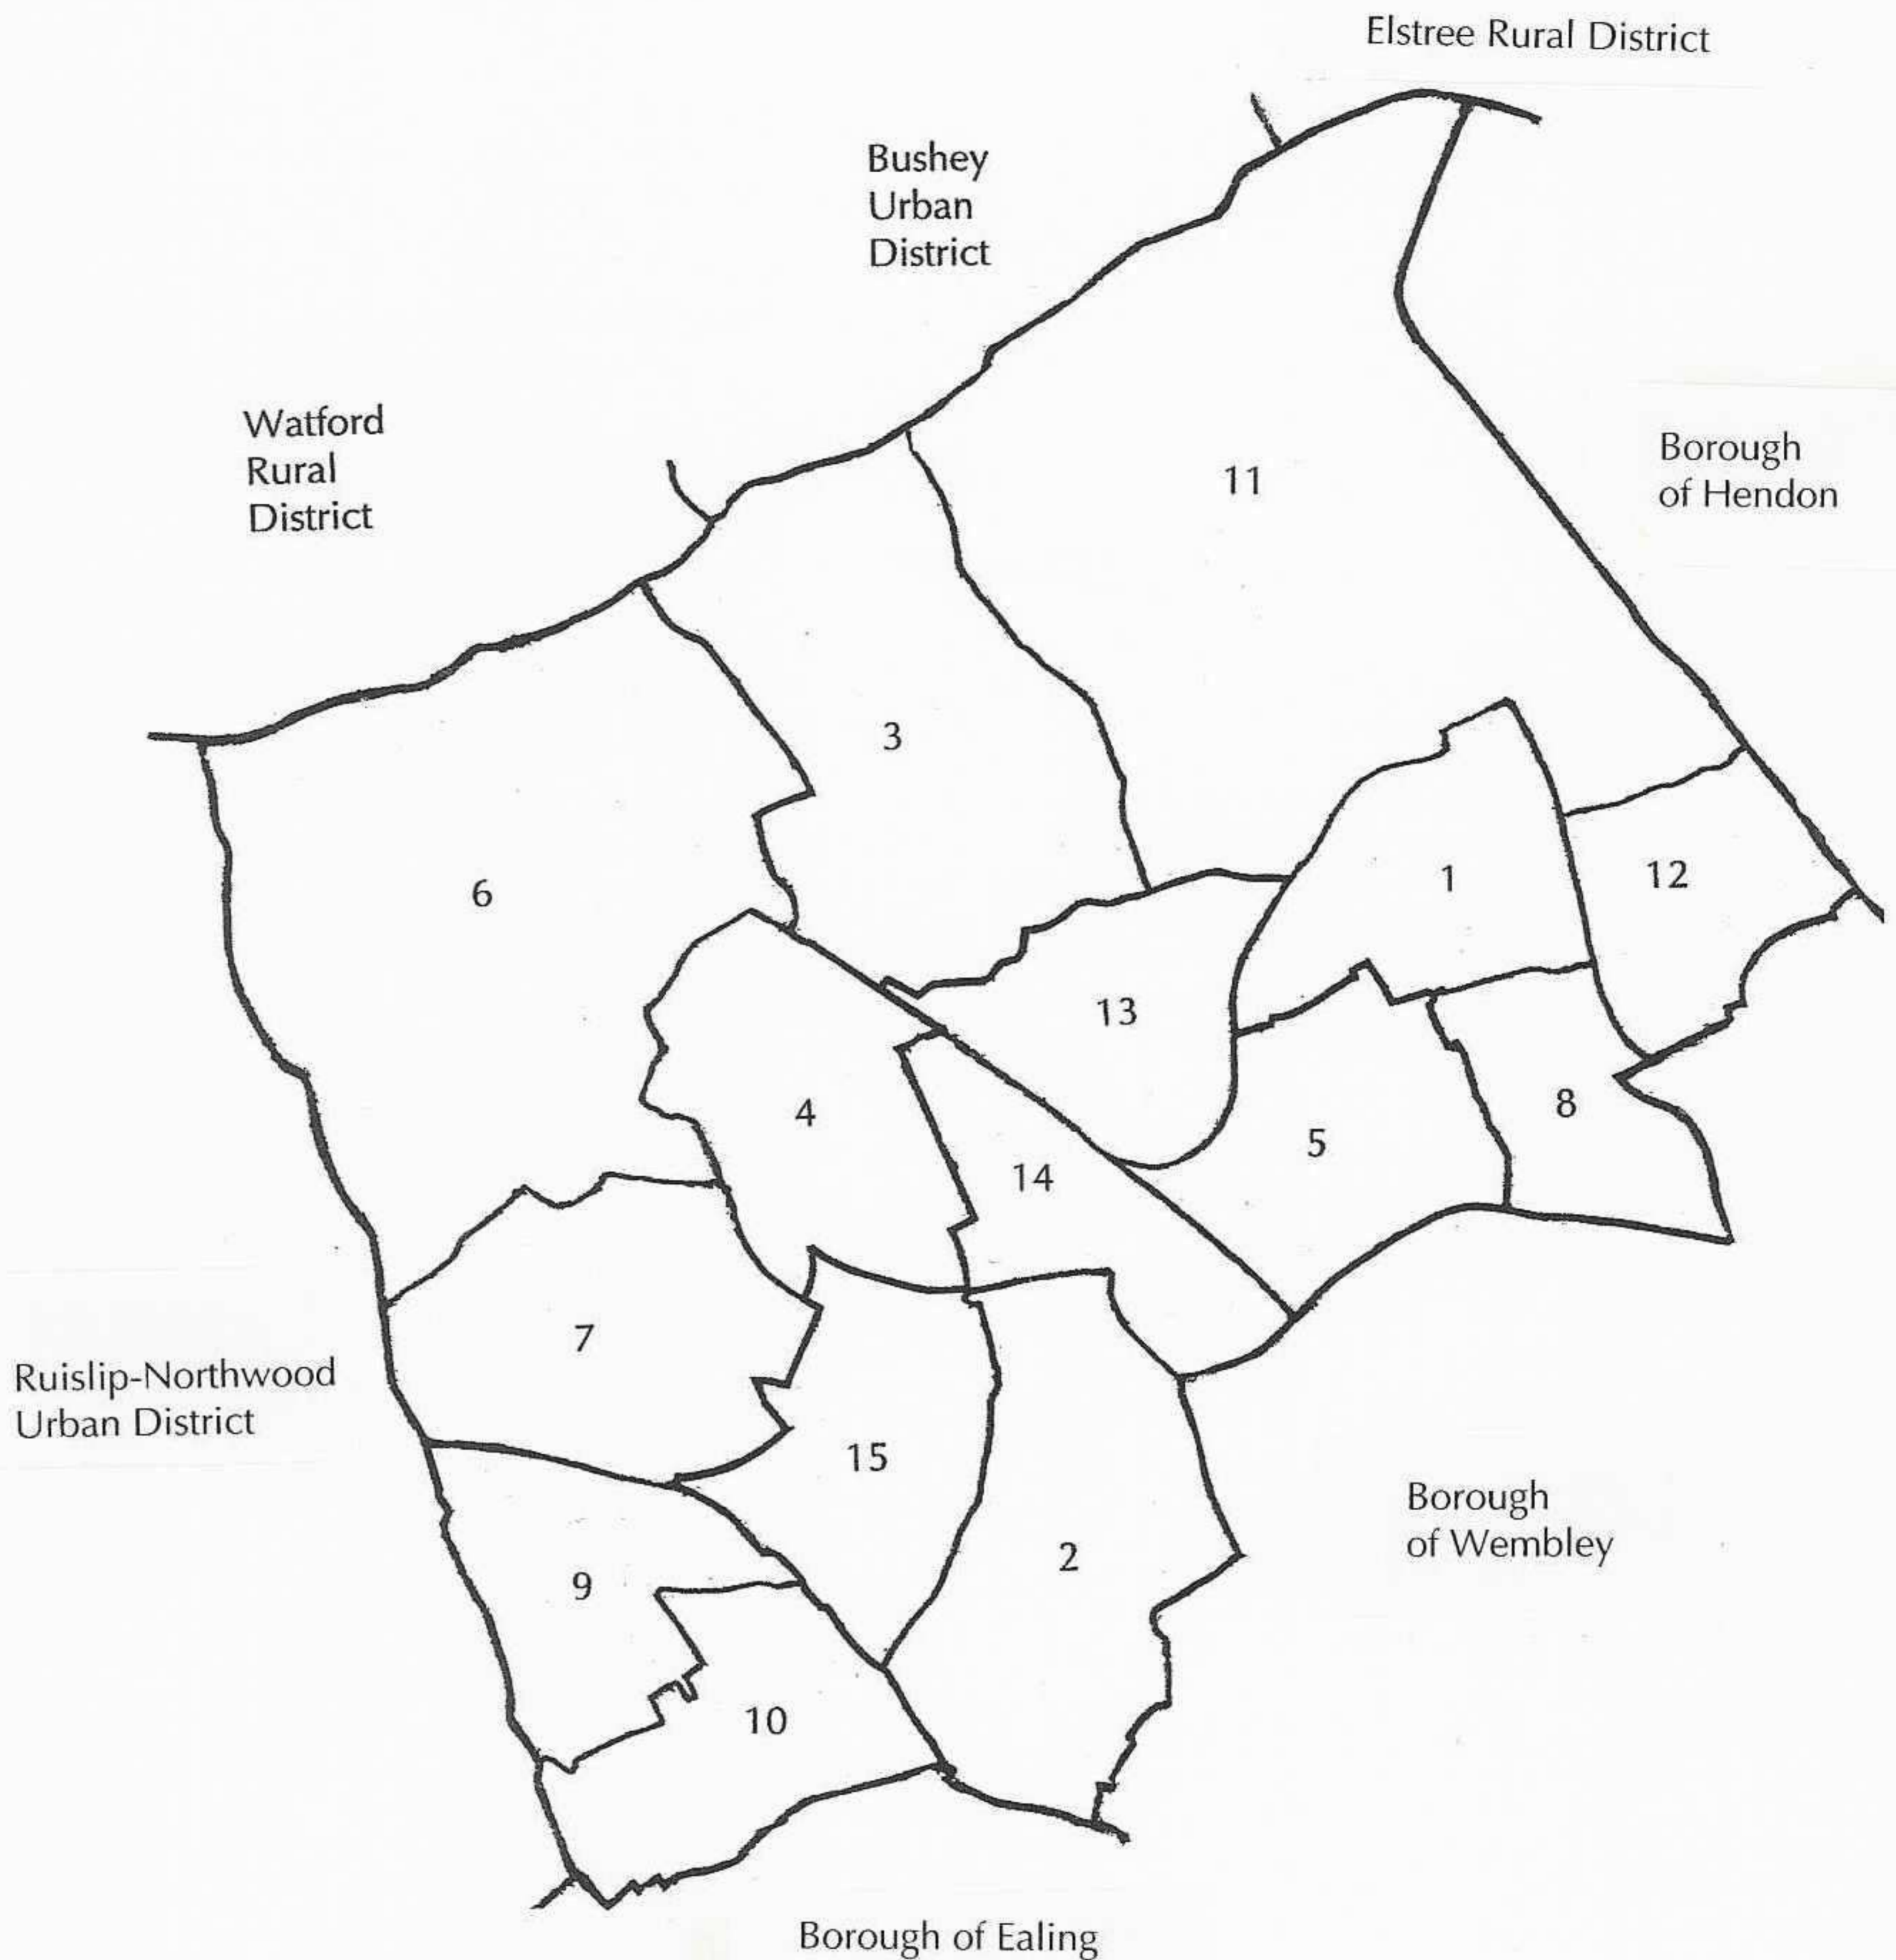 Elstree Rural District
Bushey
Urban
District
Watford
Rural
District
Borough
of Hendon
11
3
6
1
12
13
4
5
8
14
7
Ruislip-Northwood
Urban District
15
Borough
of Wembley
2
9
10
Borough of Ealing